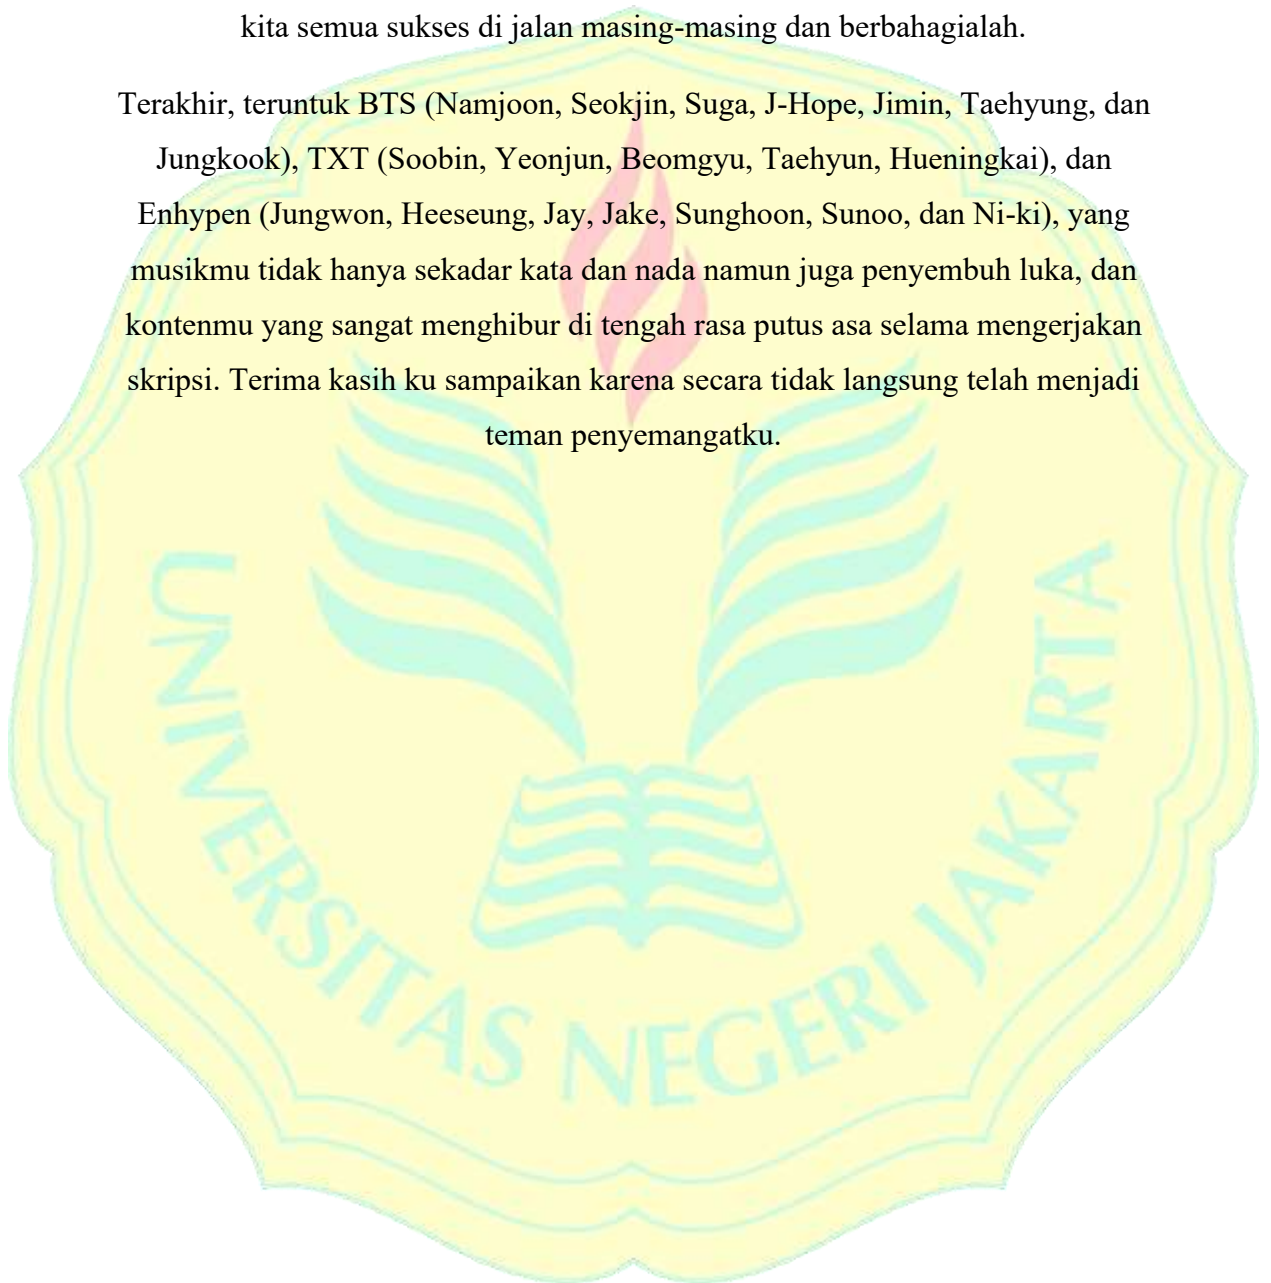 kita semua sukses di jalan masing-masing dan berbahagialah.
Terakhir, teruntuk BTS (Namjoon, Seokjin, Suga, J-Hope, Jimin, Taehyung, dan
Jungkook), TXT (Soobin, Yeonjun, Beomgyu, Taehyun, Hueningkai), dan
Enhypen (Jungwon, Heeseung, Jay, Jake, Sunghoon, Sunoo, dan Ni-ki), yang
musikmu tidak hanya sekadar kata dan nada namun juga penyembuh luka, dan
kontenmu yang sangat menghibur di tengah rasa putus asa selama mengerjakan
skripsi. Terima kasih ku sampaikan karena secara tidak langsung telah menjadi
teman penyemangatku.
UNIVERSITAS NEGERI JAKARTA